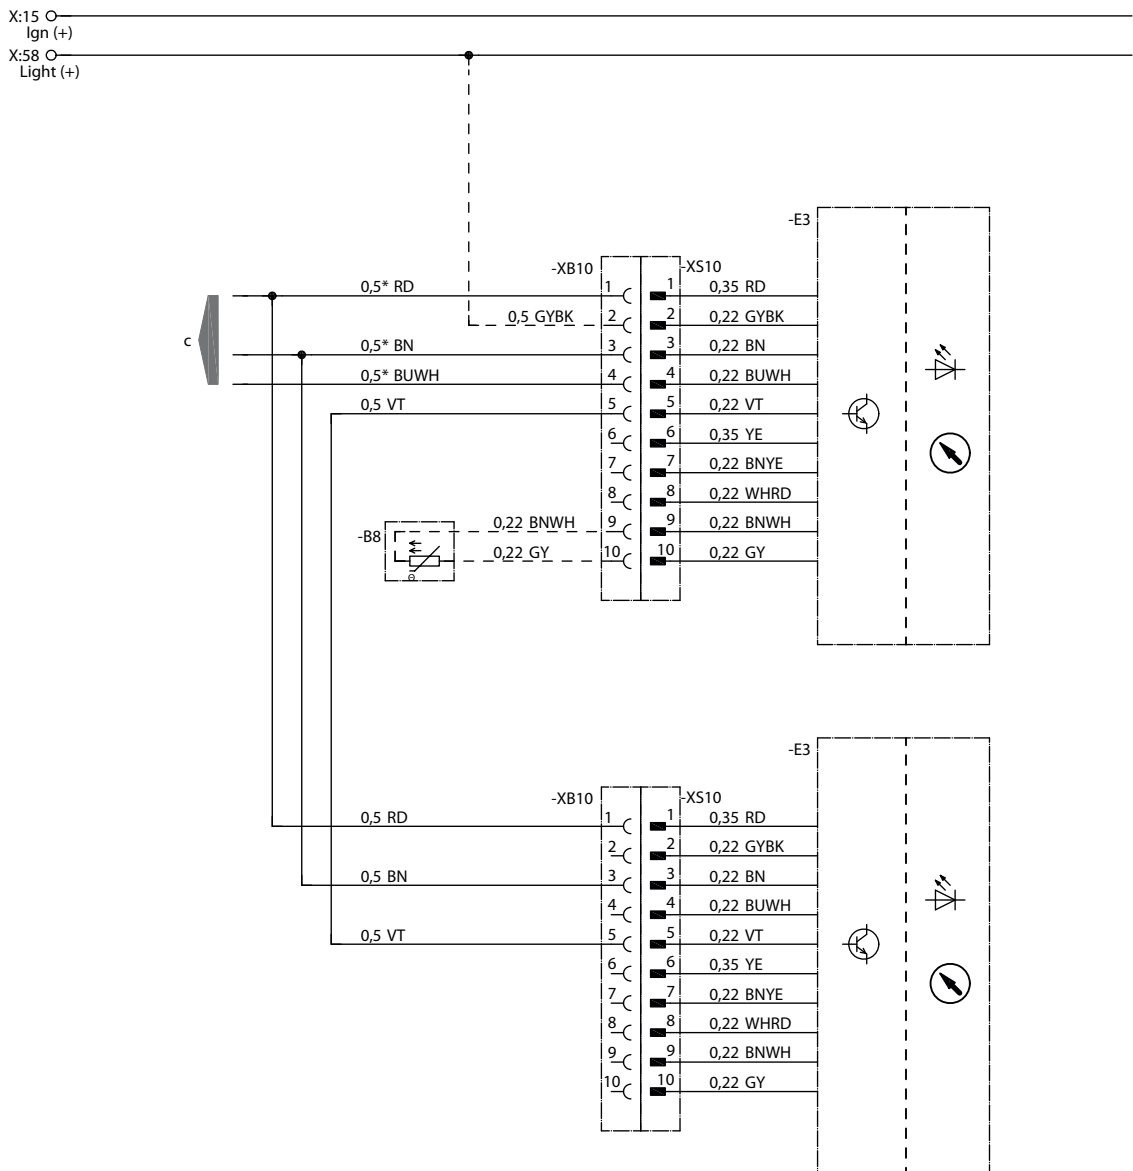 X:15
Ign (+)
X:58
Light (+)
-E3
-XB10 -XS10
0,5* RD 1 1 0,35 RD
0,5 GYBK 2 2 0,22 GYBK
c
0,5* BN 3 3 0,22 BN
0,5* BUWH 4 4 0,22 BUWH
0,5 VT 5 5 0,22 VT
6 6 0,35 YE
7 7 0,22 BNYE
8 8 0,22 WHRD
-B8
0,22 BNWH 9 9 0,22 BNWH
0,22 GY 10 10 0,22 GY
-E3
-XB10 -XS10
0,5 RD 1 1 0,35 RD
2 2 0,22 GYBK
0,5 BN 3 3 0,22 BN
4 4 0,22 BUWH
0,5 VT 5 5 0,22 VT
6 6 0,35 YE
7 7 0,22 BNYE
8 8 0,22 WHRD
9 9 0,22 BNWH
10 10 0,22 GY